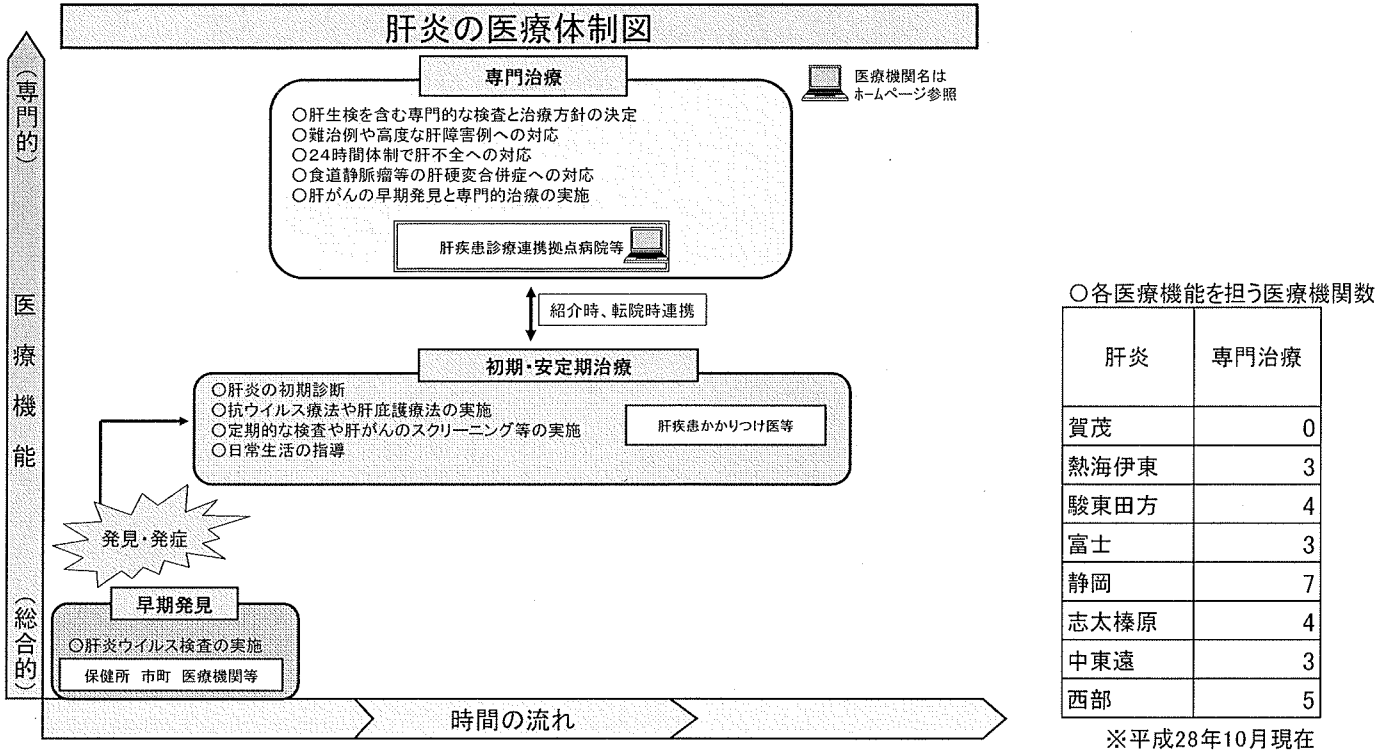 肝炎の医療体制図
(専門的)
医療機能
(総合的)
専門治療
医療機関名は
ホームページ参照
○肝生検を含む専門的な検査と治療方針の決定
○難治例や高度な肝障害例への対応
○24時間体制で肝不全への対応
○食道静脈瘤等の肝硬変合併症への対応
○肝がんの早期発見と専門的治療の実施
肝疾患診療連携拠点病院等
紹介時、転院時連携
初期・安定期治療
○肝炎の初期診断
○抗ウイルス療法や肝庇護療法の実施
○定期的な検査や肝がんのスクリーニング等の実施
○日常生活の指導
肝疾患かかりつけ医等
発見・発症
早期発見
○肝炎ウイルス検査の実施
保健所 市町 医療機関等
時間の流れ
○各医療機能を担う医療機関数
肝炎 専門治療
賀茂 0
熱海伊東 3
駿東田方 4
富士 3
静岡 7
志太榛原 4
中東遠 3
西部 5
※平成28年10月現在